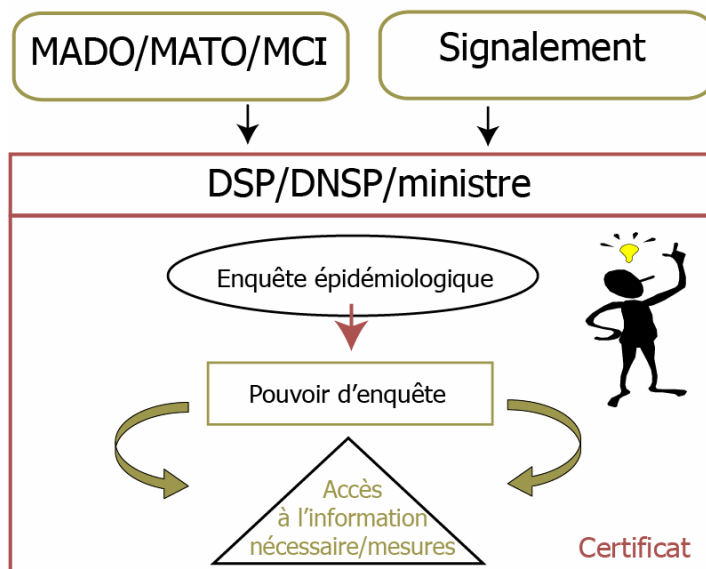 MADO/MATO/MCI
Signalement
DSP/DNSP/ministre
Enquête épidémiologique
Pouvoir d’enquête
Accès
à l’information
nécessaire/mesures
Certificat